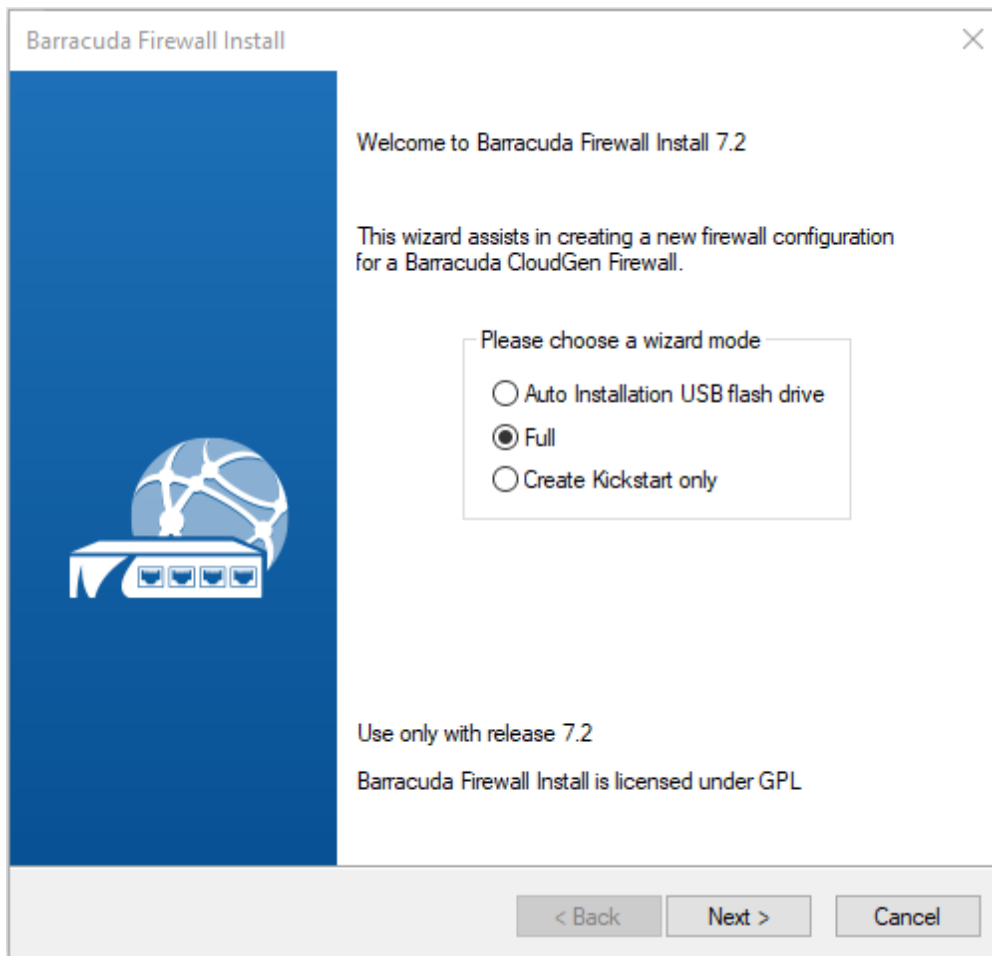 Barracuda Firewall Install
Welcome to Barracuda Firewall Install 7.2
This wizard assists in creating a new firewall configuration
for a Barracuda CloudGen Firewall.
Please choose a wizard mode
Auto Installation USB flash drive
Full
Create Kickstart only
Use only with release 7.2
Barracuda Firewall Install is licensed under GPL
< Back
Next >
Cancel